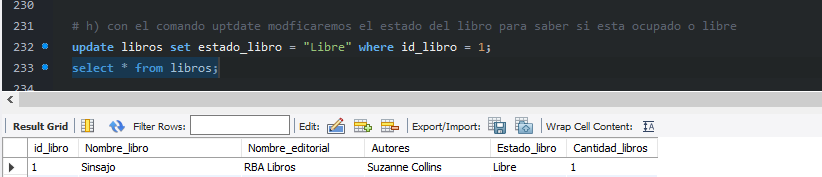 230
231 # h) con el comando uptdate modficaremos el estado del libro para saber si esta ocupado o libre
232 update libros set estado_libro = "Libre" where id_libro = 1;
233 select * from libros;
234
Result Grid Filter Rows: Edit: Export/Import: Wrap Cell Content: IA
id_libro Nombre_libro Nombre_editorial Autores Estado_libro Cantidad_libros
1 Sinsajo RBA Libros Suzanne Collins Libre 1